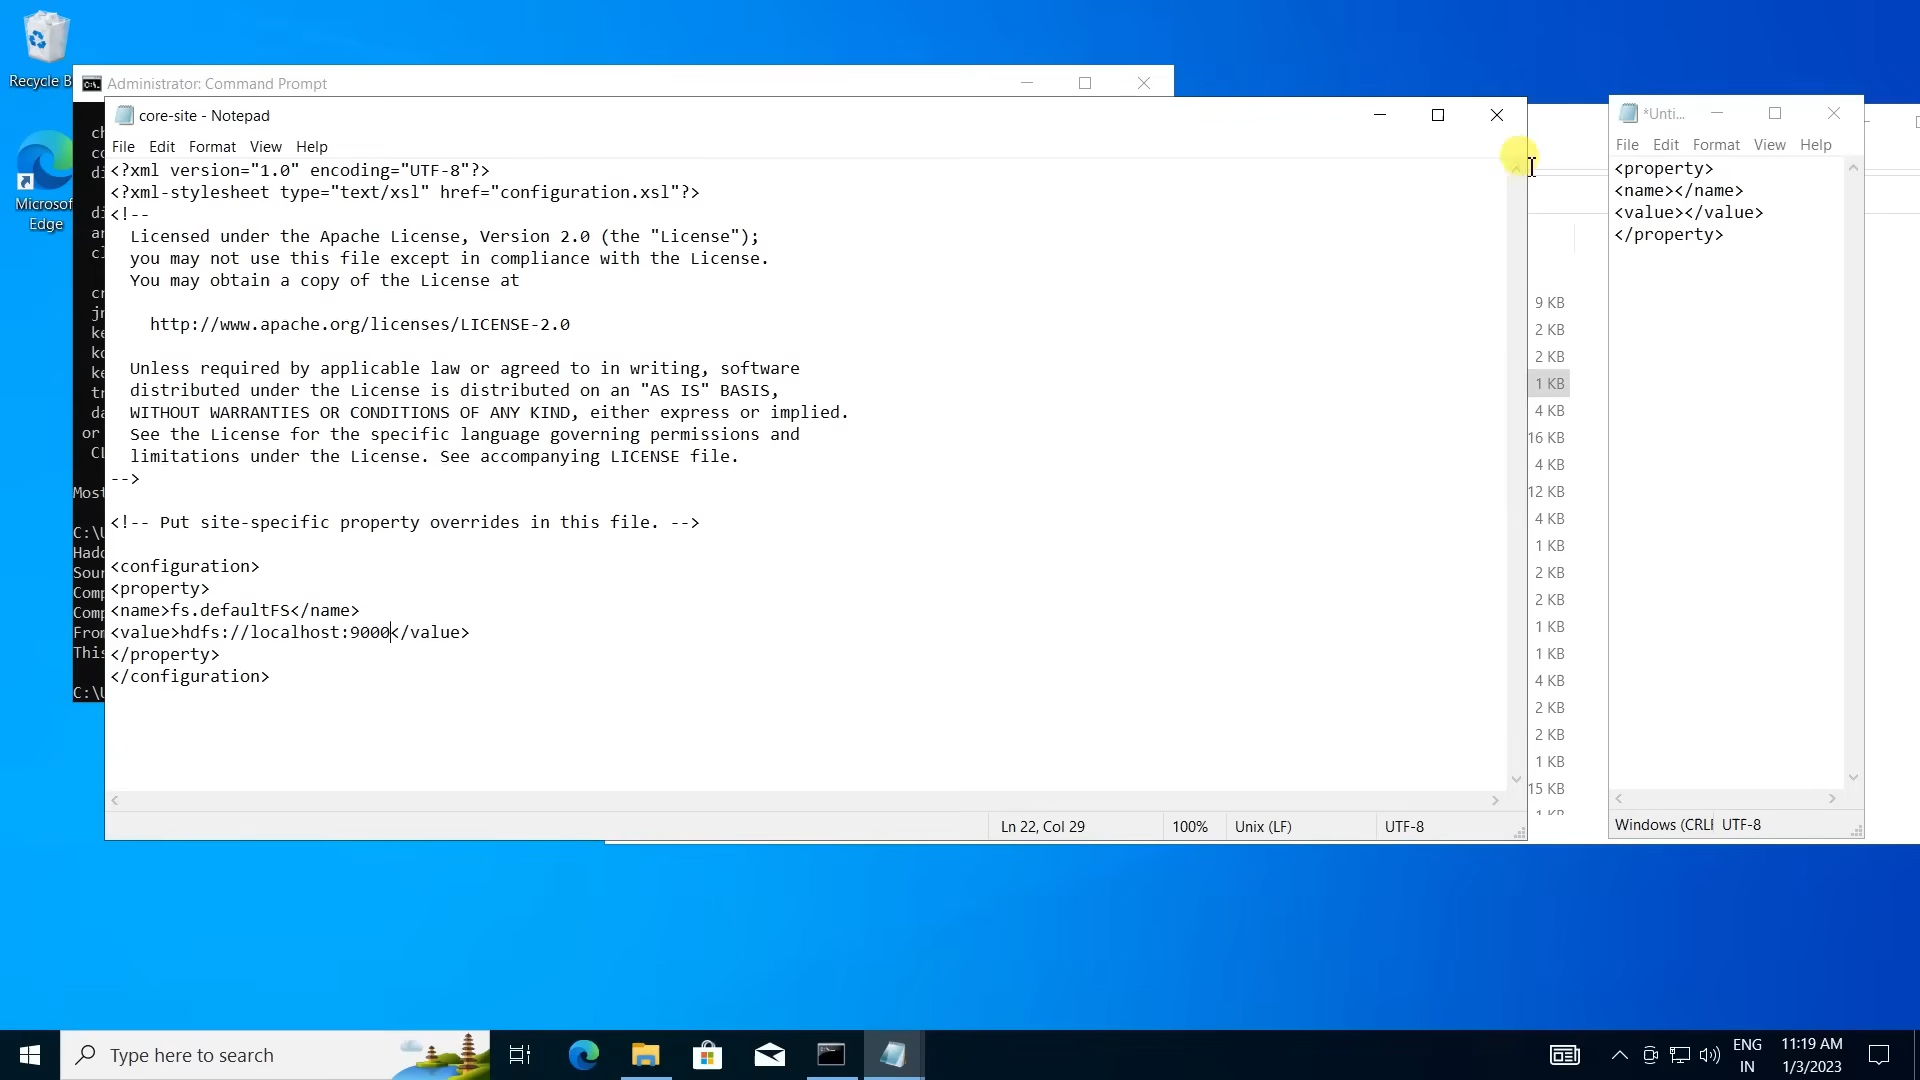 Recycle B
Microsof
Edge
Administrator: Command Prompt
or
Most
This
core-site - Notepad
File Edit Format View Help
<?xml version="1.0" encoding="UTF-8"?>
<?xml-stylesheet type="text/xsl" href="configuration.xsl"?>
<!--
Licensed under the Apache License, Version 2.0 (the "License");
you may not use this file except in compliance with the License.
You may obtain a copy of the License at
http://www.apache.org/licenses/LICENSE-2.0
Unless required by applicable law or agreed to in writing, software
distributed under the License is distributed on an "AS IS" BASIS,
WITHOUT WARRANTIES OR CONDITIONS OF ANY KIND, either express or implied.
See the License for the specific language governing permissions and
limitations under the License. See accompanying LICENSE file.
-->
<!-- Put site-specific property overrides in this file. -->
<configuration>
<property>
<name>fs.defaultFS</name>
<value>hdfs://localhost:9000</value>
</property>
</configuration>
Ln 22, Col 29 100% Unix (LF) UTF-8
9 KB
2 KB
2 KB
1 KB
4 KB
16 KB
4 KB
12 KB
4 KB
1 KB
2 KB
2 KB
1 KB
1 KB
4 KB
2 KB
2 KB
1 KB
15 KB
*Unti...
File Edit Format View Help
<property>
<name></name>
<value></value>
</property>
Windows (CRLF UTF-8
Type here to search
ENG
IN
11:19 AM
1/3/2023